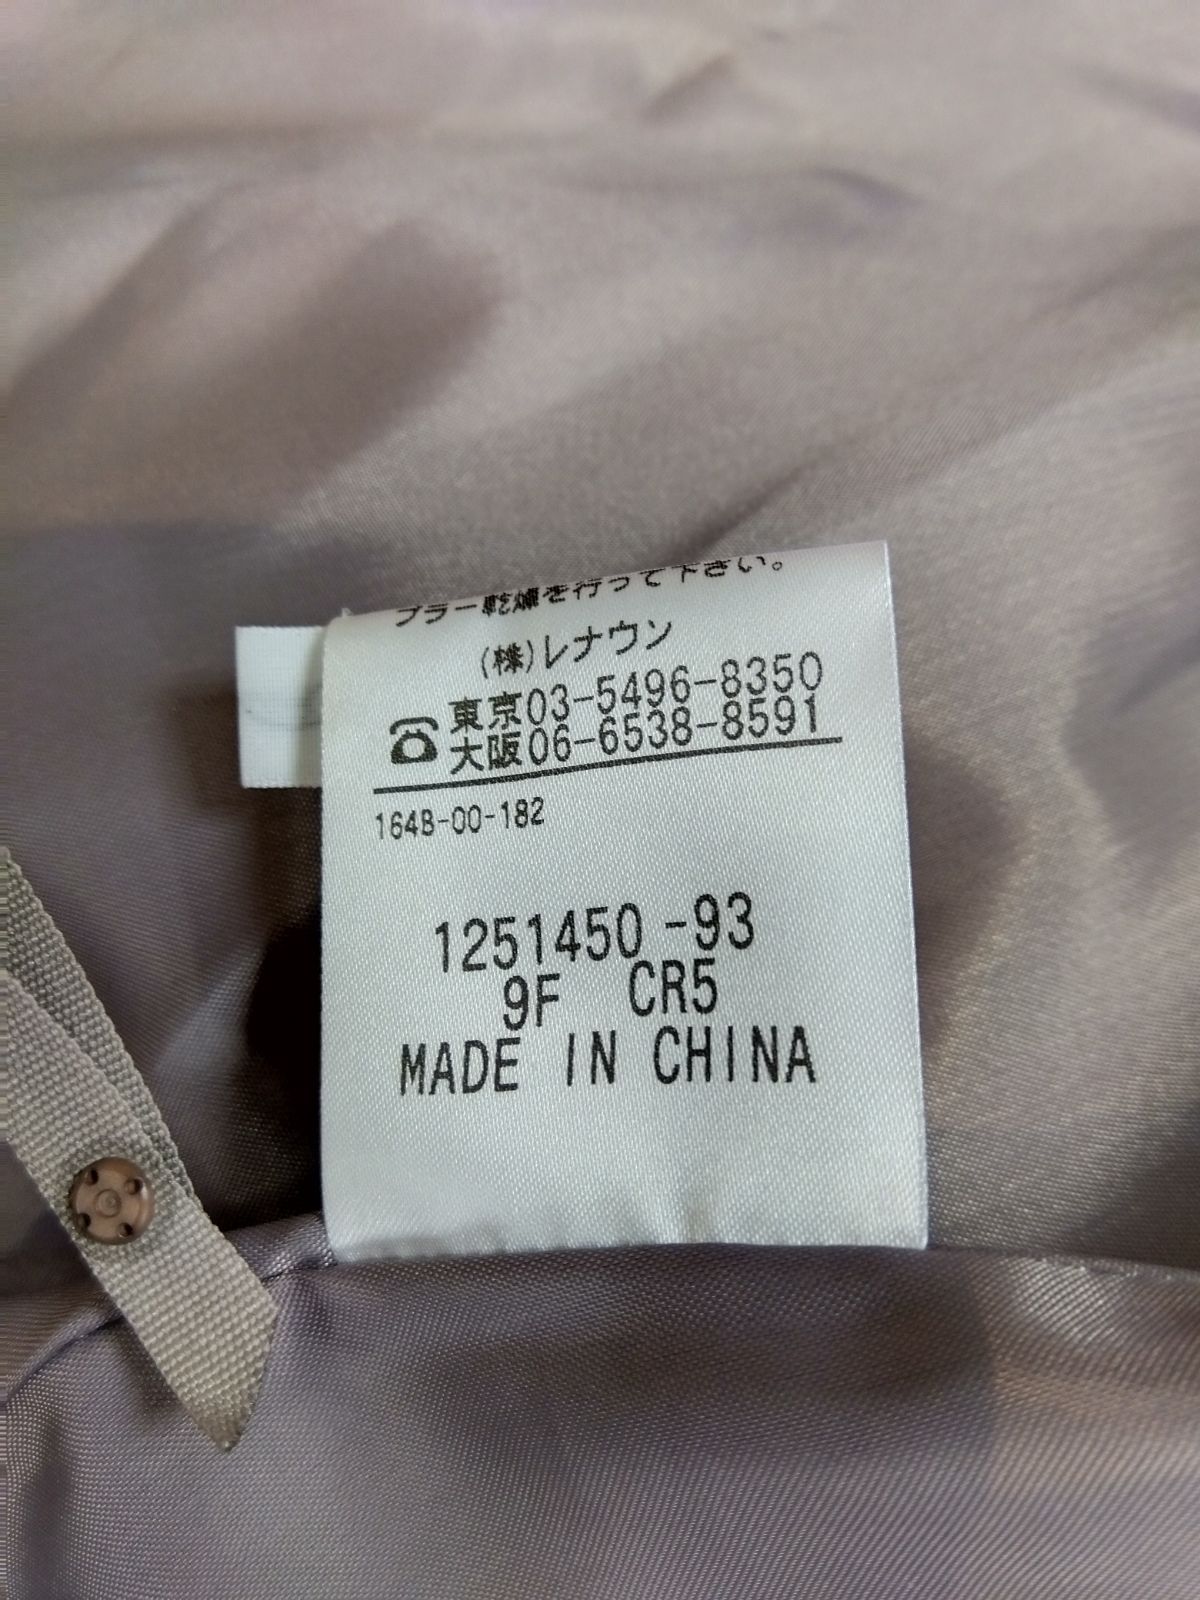 ブラー乾燥を行って下さい。
(株)レナウン
東京03-5496-8350
大阪06-6538-8591
164B-00-182
1251450 -93
9F CR5
MADE IN CHINA